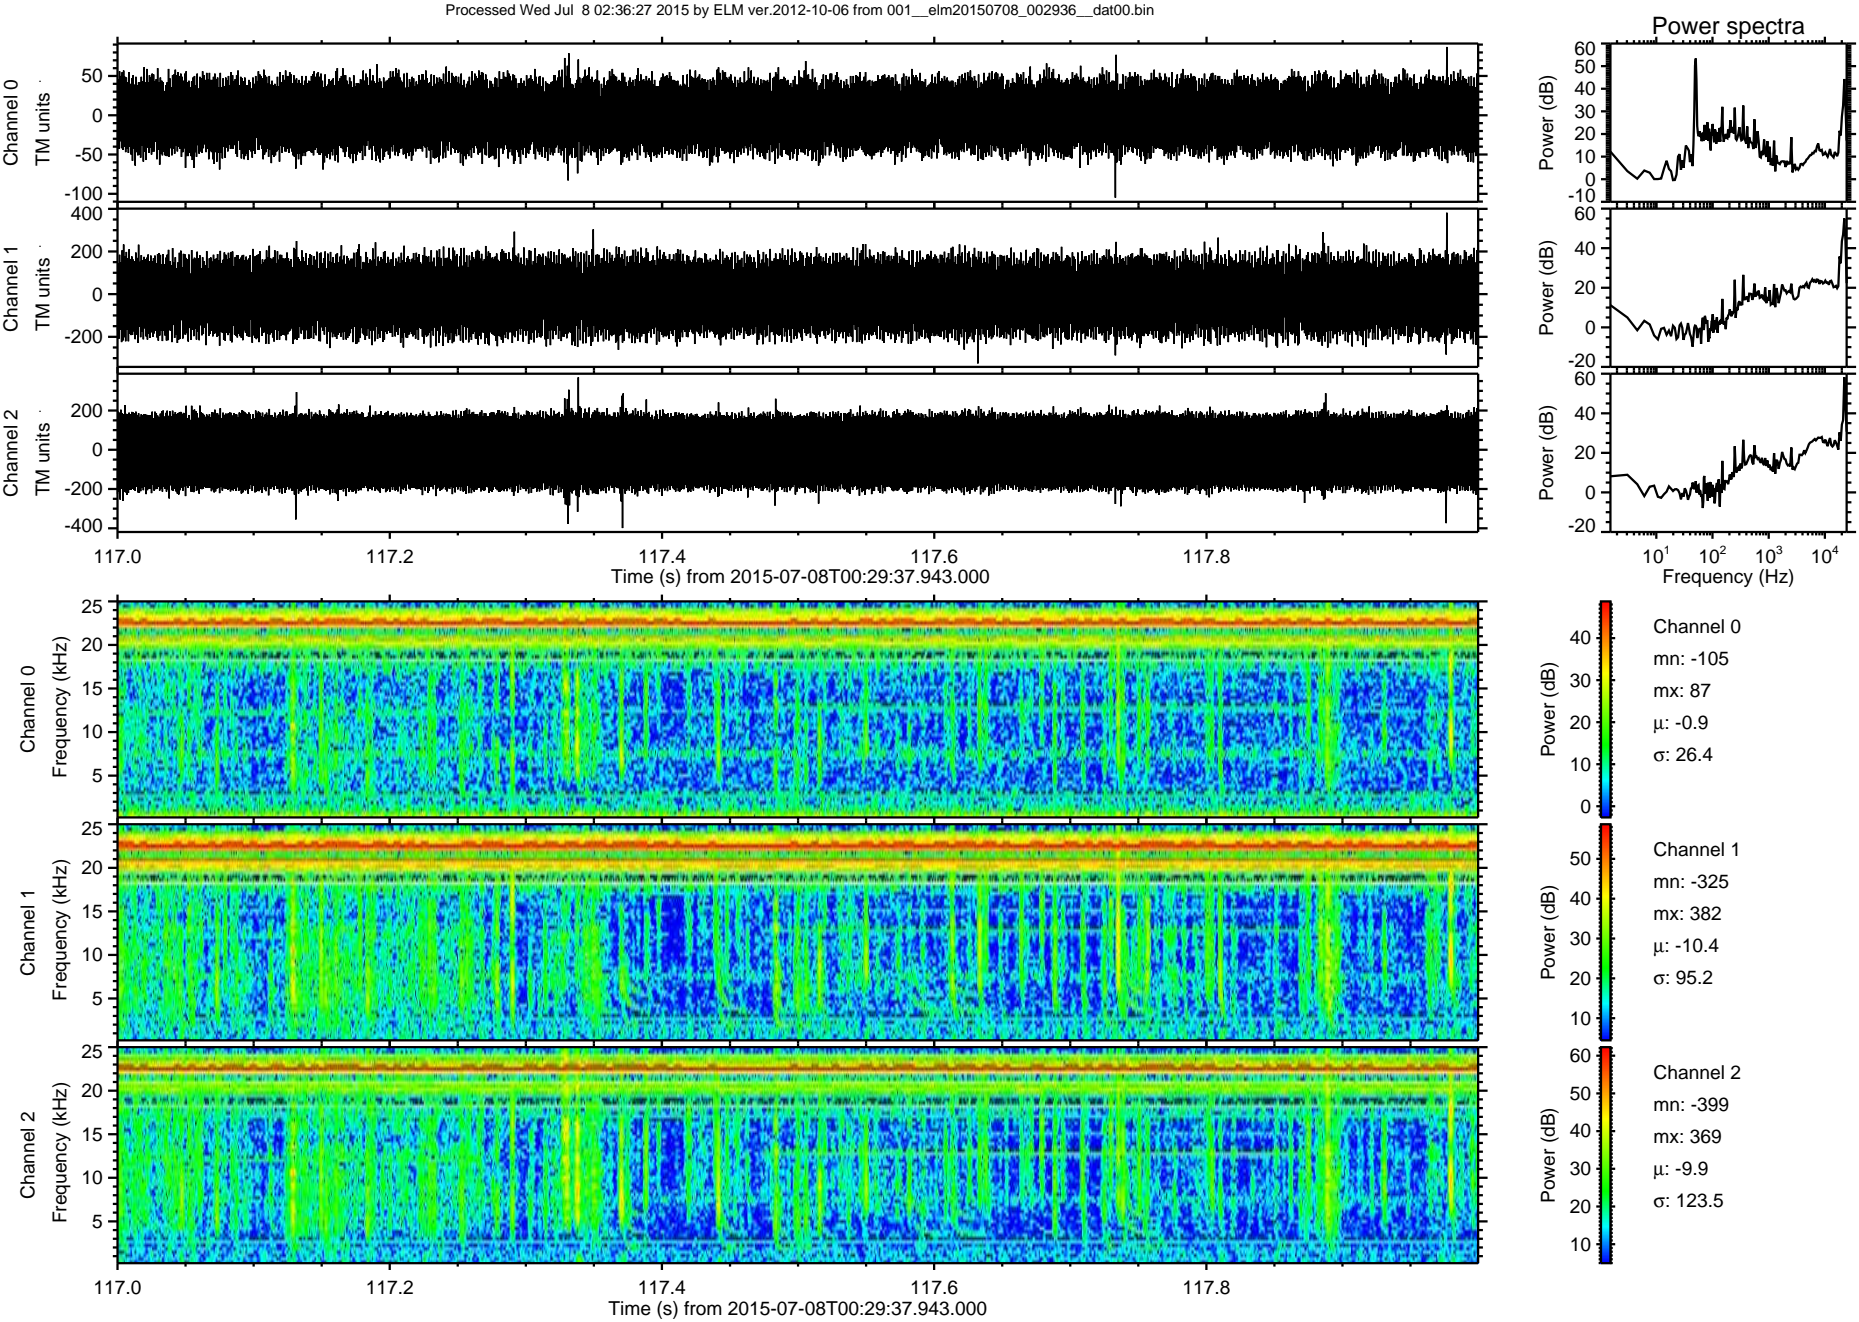 Processed Wed Jul  8 02:36:27 2015 by ELM ver.2012-10-06 from 001__elm20150708_002936__dat00.bin
Power spectra
Channel 0
TM units
50
0
-50
-100
Power (dB)
60
50
40
30
20
10
0
-10
Channel 1
TM units
400
200
0
-200
Power (dB)
60
40
20
0
-20
Channel 2
TM units
200
0
-200
-400
Power (dB)
60
40
20
0
-20
117.0 117.2 117.4 117.6 117.8
Time (s) from 2015-07-08T00:29:37.943.000
10¹ 10² 10³ 10⁴
Frequency (Hz)
Channel 0
Frequency (kHz)
25
20
15
10
5
Power (dB)
40
30
20
10
0
Channel 0
mn: -105
mx: 87
μ: -0.9
σ: 26.4
Channel 1
Frequency (kHz)
25
20
15
10
5
Power (dB)
50
40
30
20
10
Channel 1
mn: -325
mx: 382
μ: -10.4
σ: 95.2
Channel 2
Frequency (kHz)
25
20
15
10
5
Power (dB)
60
50
40
30
20
10
Channel 2
mn: -399
mx: 369
μ: -9.9
σ: 123.5
117.0 117.2 117.4 117.6 117.8
Time (s) from 2015-07-08T00:29:37.943.000